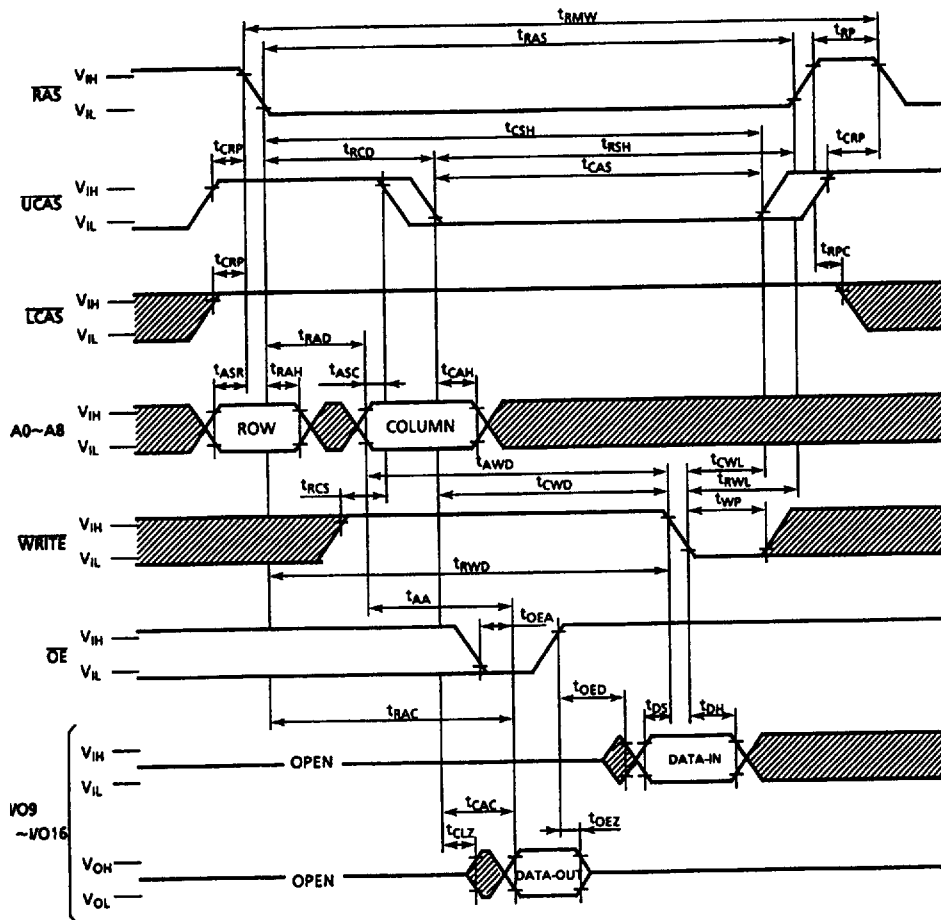 tRMW
tRAS
tRP
RAS
VIH
VIL
tCSH
tCRP
tRCD
tRSH
tCRP
tCAS
UCAS
VIH
VIL
tCRP
tRPC
LCAS
VIH
VIL
tRAD
tASR
tRAH
tASC
tCAH
A0~A8
VIH
VIL
ROW
COLUMN
tAWD
tCWL
tRCS
tCWD
tRWL
tWP
WRITE
VIH
VIL
tRWD
tAA
tOEA
OE
VIH
VIL
tOED
tRAC
tDS
tDH
VIH
VIL
OPEN
DATA-IN
I/O9
~I/O16
tCAC
tOEZ
tCLZ
VOH
VOL
OPEN
DATA-OUT